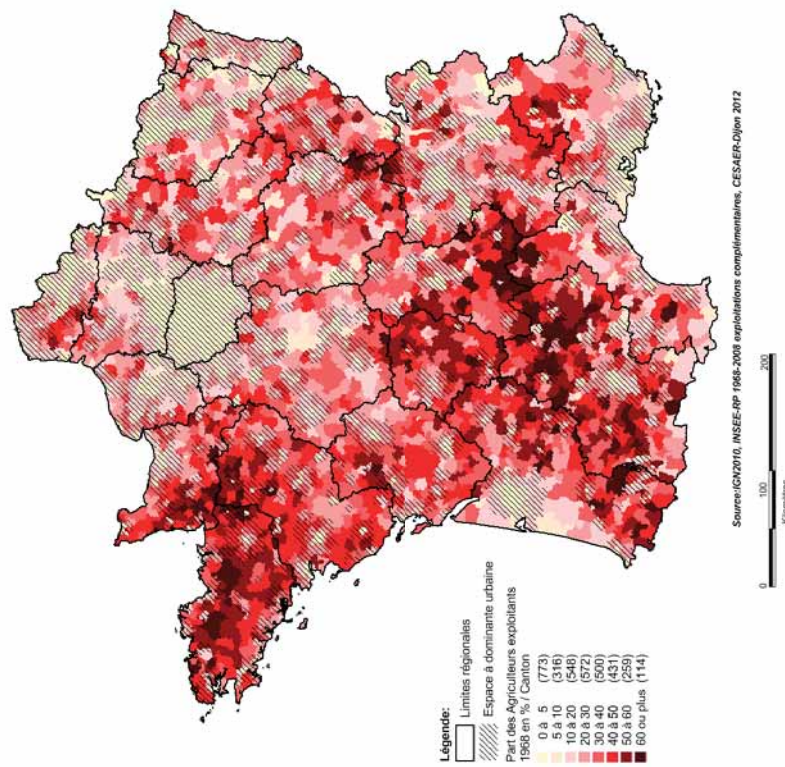 Légende:
Limites régionales
Espace à dominante urbaine
Part des Agriculteurs exploitants
1968 en % / Canton
0 à 5 (773)
5 à 10 (316)
10 à 20 (548)
20 à 30 (572)
30 à 40 (500)
40 à 50 (431)
50 à 60 (259)
60 ou plus (114)
0 100 200
Kilomètres
Source:IGN2010, INSEE-RP 1968-2008 exploitations complémentaires, CESAER-Dijon 2012